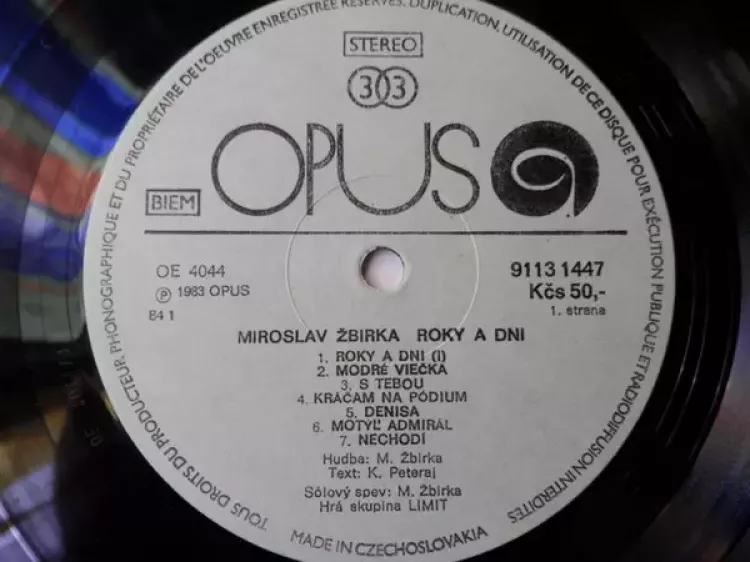 TOUS DROITS DU PRODUCTEUR PHONOGRAPHIQUE ET DU PROPRIÉTAIRE DE L'OEUVRE ENREGISTRÉE RESERVÉS. DUPLICATION, UTILISATION DE CE DISQUE POUR EXÉCUTION PUBLIQUE ET RADIODIFFUSION INTERDITES
STEREO
33
OPUS
BIEM
OE 4044
Ⓟ 1983 OPUS
84 1
9113 1447
Kčs 50,-
1. strana
MIROSLAV ŽBIRKA ROKY A DNI
1. ROKY A DNI (I)
2. MODRÉ VIEČKA
3. S TEBOU
4. KRÁČAM NA PÓDIUM
5. DENISA
6. MOTÝĽ ADMIRÁL
7. NECHODÍ
Hudba: M. Žbirka
Text: K. Peteraj
Sólový spev: M. Žbirka
Hrá skupina LIMIT
MADE IN CZECHOSLOVAKIA